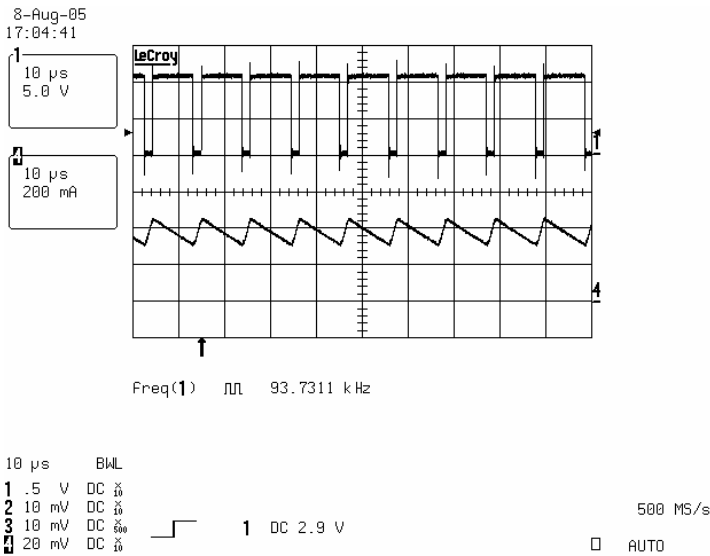 8-Aug-05
17:04:41
1
10 µs
5.0 V
4
10 µs
200 mA
LeCroy
1
4
Freq(1) 93.7311 kHz
10 µs BWL
1 .5 V DC X10
2 10 mV DC X10
3 10 mV DC X500
4 20 mV DC X10
1 DC 2.9 V
500 MS/s
AUTO